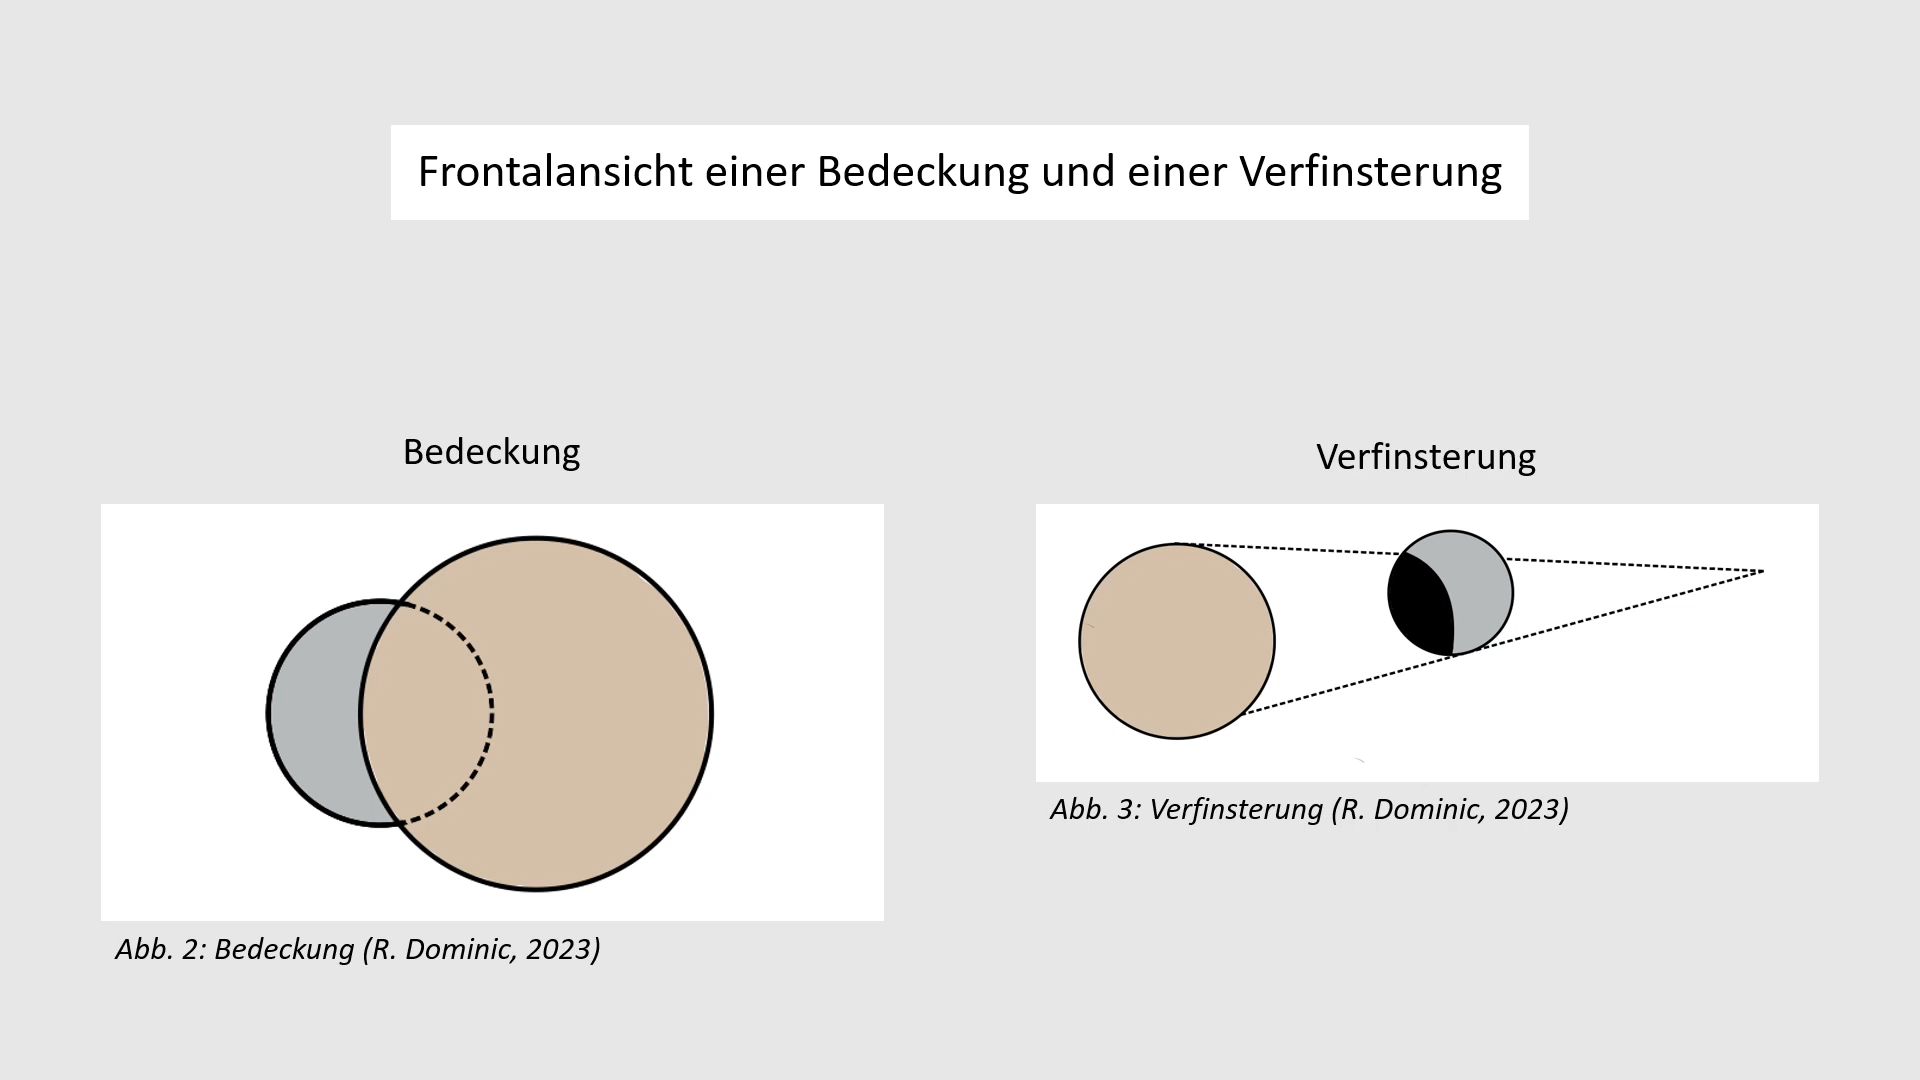 Frontalansicht einer Bedeckung und einer Verfinsterung
Bedeckung
Abb. 2: Bedeckung (R. Dominic, 2023)
Verfinsterung
Abb. 3: Verfinsterung (R. Dominic, 2023)